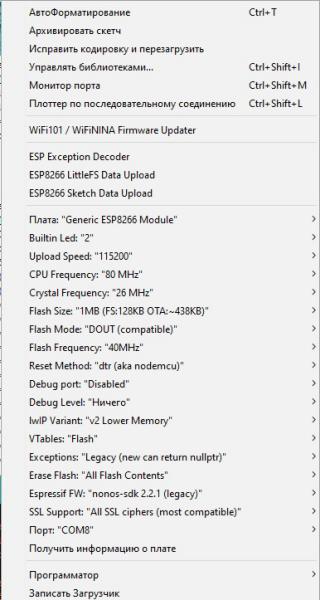 АвтоФорматирование Ctrl+T
Архивировать скетч
Исправить кодировку и перезагрузить
Управлять библиотеками... Ctrl+Shift+I
Монитор порта Ctrl+Shift+M
Плоттер по последовательному соединению Ctrl+Shift+L
WiFi101 / WiFiNINA Firmware Updater
ESP Exception Decoder
ESP8266 LittleFS Data Upload
ESP8266 Sketch Data Upload
Плата: "Generic ESP8266 Module"
Builtin Led: "2"
Upload Speed: "115200"
CPU Frequency: "80 MHz"
Crystal Frequency: "26 MHz"
Flash Size: "1MB (FS:128KB OTA:~438KB)"
Flash Mode: "DOUT (compatible)"
Flash Frequency: "40MHz"
Reset Method: "dtr (aka nodemcu)"
Debug port: "Disabled"
Debug Level: "Ничего"
lwIP Variant: "v2 Lower Memory"
VTables: "Flash"
Exceptions: "Legacy (new can return nullptr)"
Erase Flash: "All Flash Contents"
Espressif FW: "nonos-sdk 2.2.1 (legacy)"
SSL Support: "All SSL ciphers (most compatible)"
Порт: "COM8"
Получить информацию о плате
Программатор
Записать Загрузчик